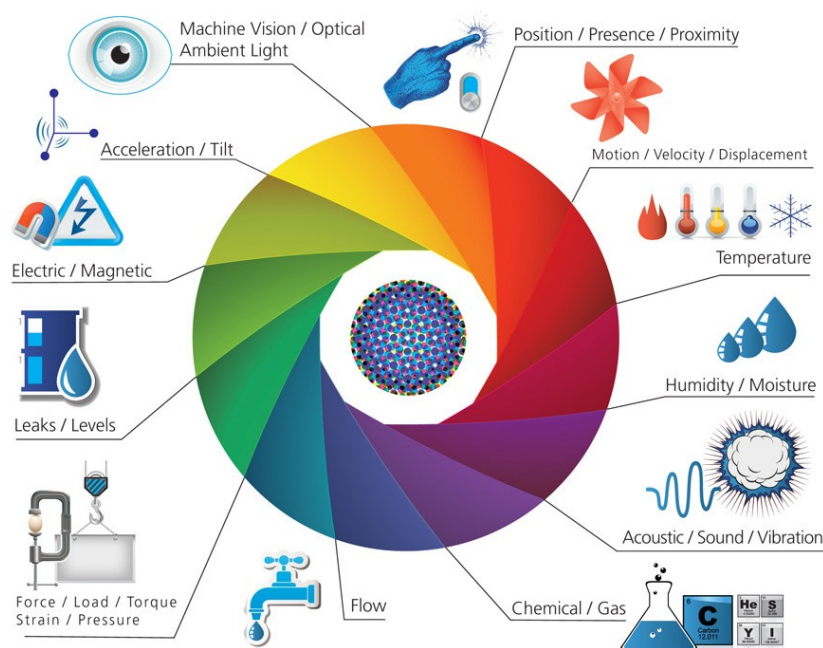 Machine Vision / Optical
Ambient Light
Position / Presence / Proximity
Acceleration / Tilt
Motion / Velocity / Displacement
Electric / Magnetic
Temperature
Leaks / Levels
Humidity / Moisture
Force / Load / Torque
Strain / Pressure
Acoustic / Sound / Vibration
Flow
Chemical / Gas
6
C
Carbon
12.011
He
S
Y
I